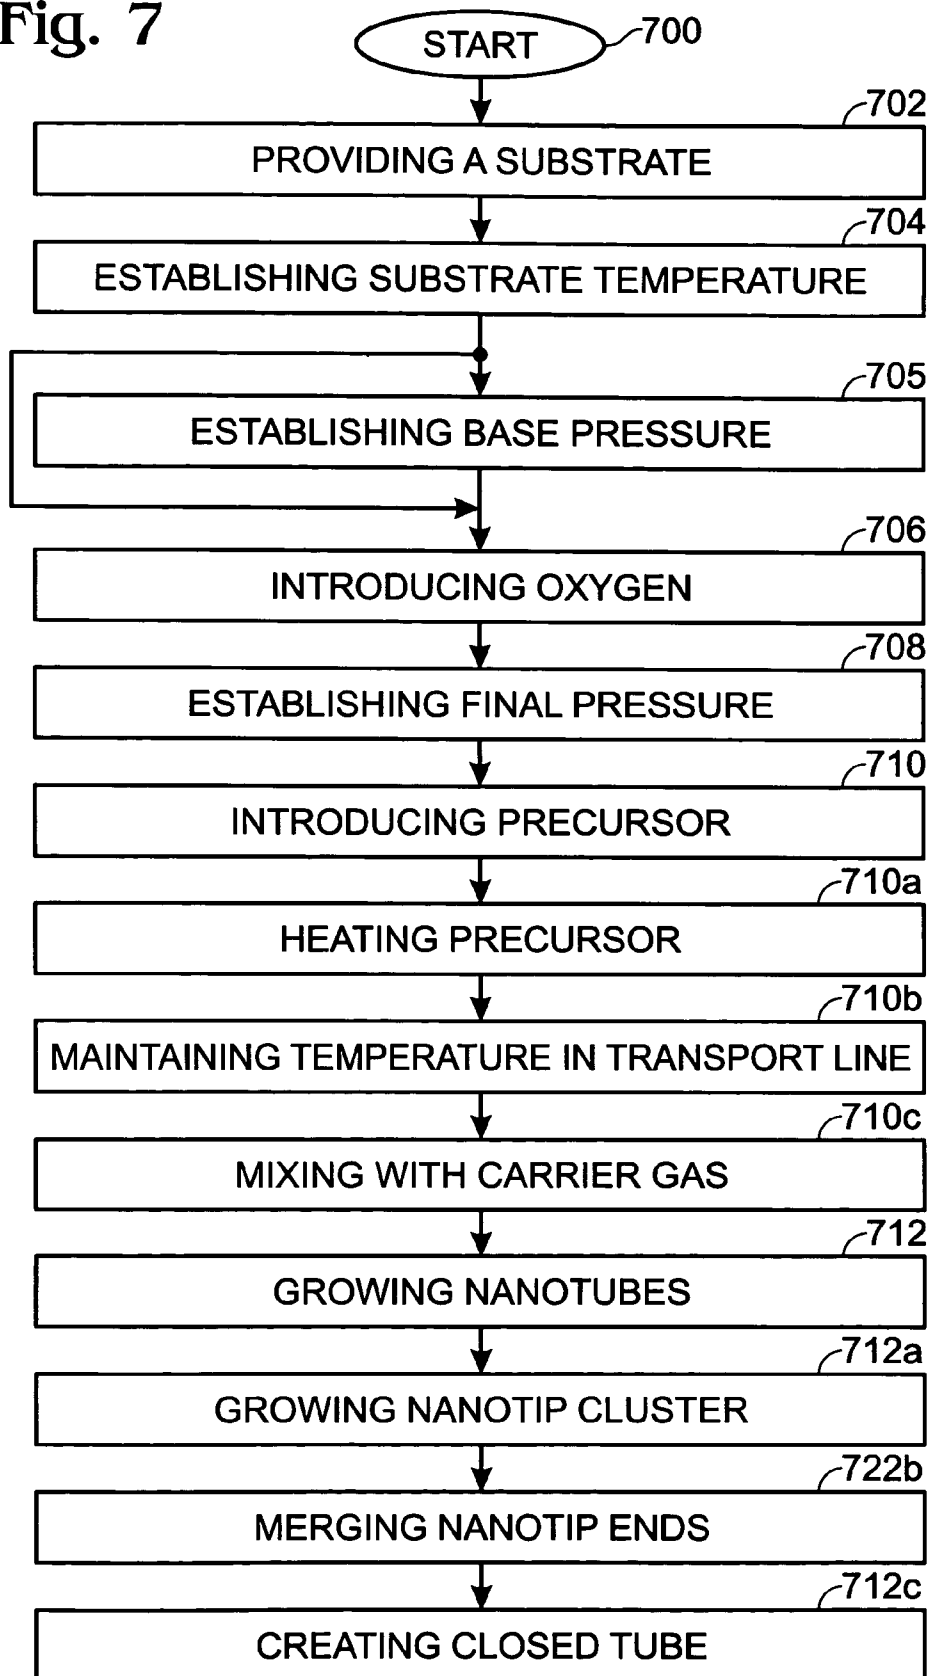 Fig. 7
START
700
702
PROVIDING A SUBSTRATE
704
ESTABLISHING SUBSTRATE TEMPERATURE
705
ESTABLISHING BASE PRESSURE
706
INTRODUCING OXYGEN
708
ESTABLISHING FINAL PRESSURE
710
INTRODUCING PRECURSOR
710a
HEATING PRECURSOR
710b
MAINTAINING TEMPERATURE IN TRANSPORT LINE
710c
MIXING WITH CARRIER GAS
712
GROWING NANOTUBES
712a
GROWING NANOTIP CLUSTER
722b
MERGING NANOTIP ENDS
712c
CREATING CLOSED TUBE